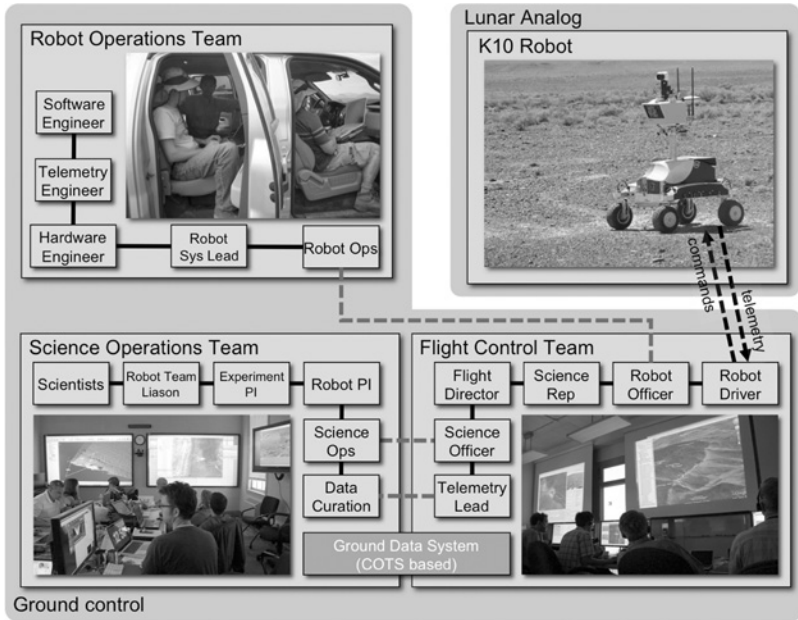 Robot Operations Team
Software
Engineer
Telemetry
Engineer
Hardware
Engineer
Robot
Sys Lead
Robot Ops
Lunar Analog
K10 Robot
commands
telemetry
Science Operations Team
Scientists
Robot Team
Liason
Experiment
PI
Robot PI
Science
Ops
Data
Curation
Flight Control Team
Flight
Director
Science
Rep
Robot
Officer
Robot
Driver
Science
Officer
Telemetry
Lead
Ground Data System
(COTS based)
Ground control